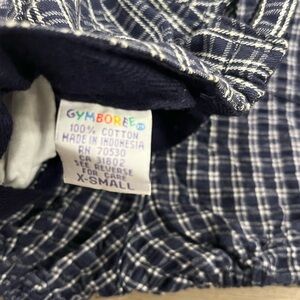 GYMBOREE
100% COTTON
MADE IN INDONESIA
RN 70530
CA 31802
SEE REVERSE
FOR CARE
X-SMALL